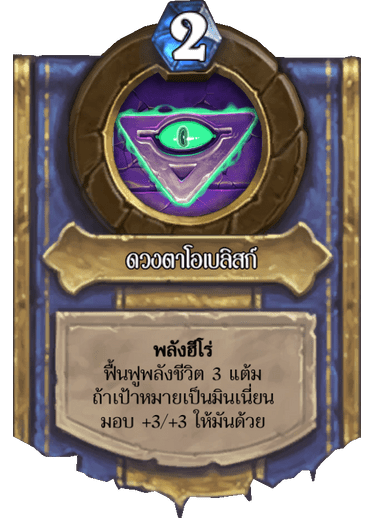 2
ดวงตาโอเบลิสก์
พลังฮีโร่
ฟื้นฟูพลังชีวิต 3 แต้ม
ถ้าเป้าหมายเป็นมินเนี่ยน
มอบ +3/+3 ให้มันด้วย